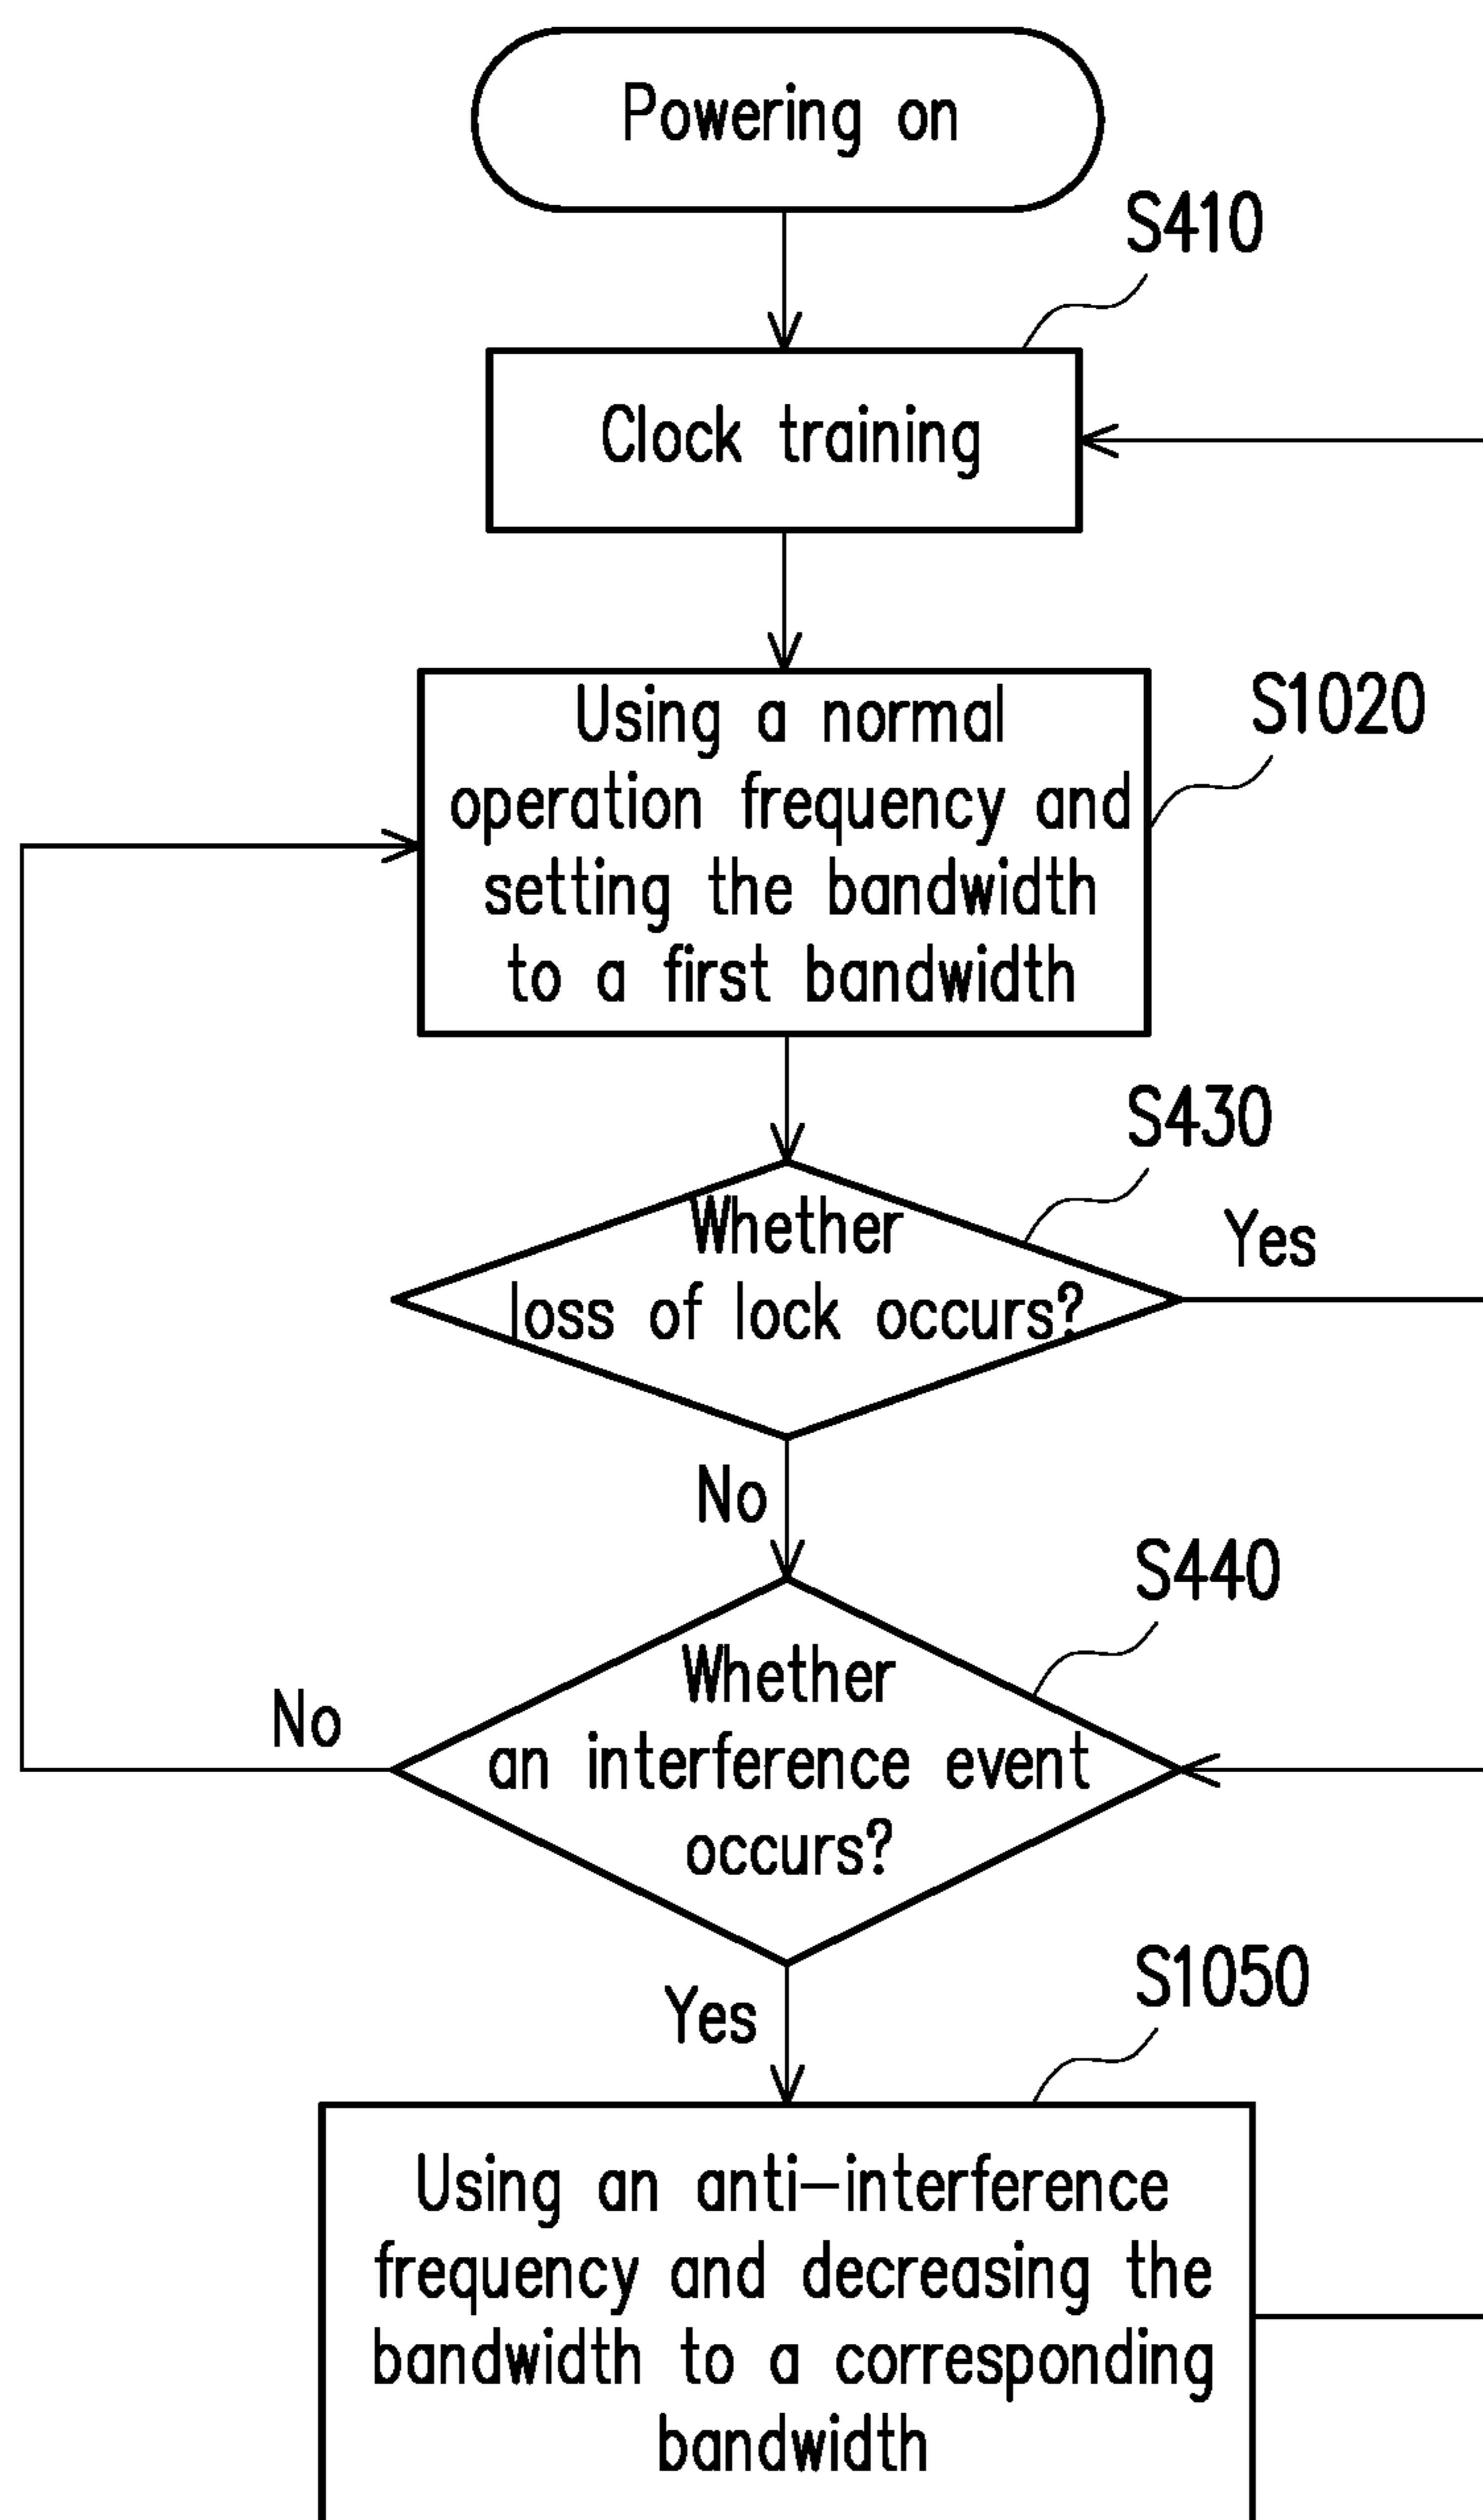 Powering on
S410
Clock training
S1020
Using a normal
operation frequency and
setting the bandwidth
to a first bandwidth
S430
Whether
loss of lock occurs?
Yes
No
S440
Whether
an interference event
occurs?
No
Yes
S1050
Using an anti-interference
frequency and decreasing the
bandwidth to a corresponding
bandwidth